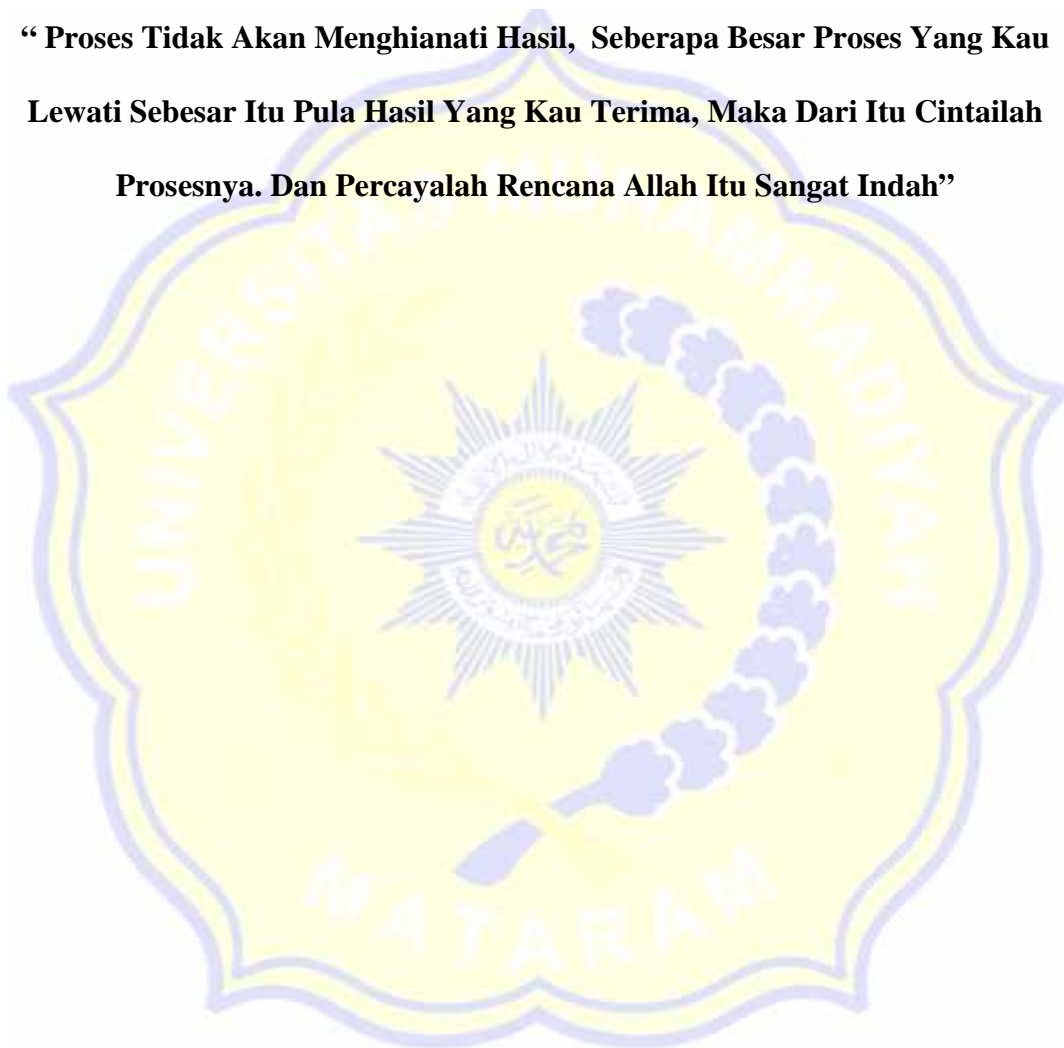 “ Proses Tidak Akan Menghianati Hasil,  Seberapa Besar Proses Yang Kau
Lewati Sebesar Itu Pula Hasil Yang Kau Terima, Maka Dari Itu Cintailah
Prosesnya. Dan Percayalah Rencana Allah Itu Sangat Indah”
UNIVERSITAS MUHAMMADIYAH
MATARAM